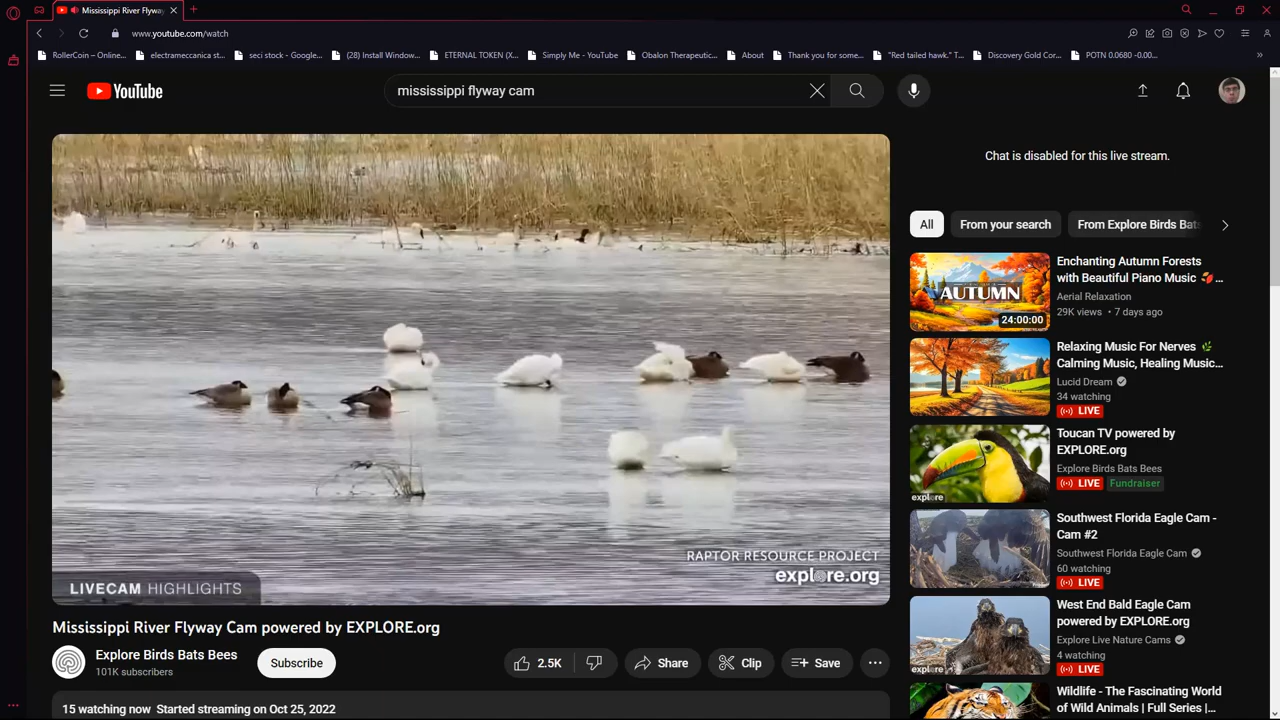 Mississippi River Flyway
www.youtube.com/watch
RollerCoin – Online...
electrameccanica st...
seci stock - Google...
(28) Install Window...
ETERNAL TOKEN (X...
Simply Me - YouTube
Obalon Therapeutic...
About
Thank you for some...
"Red tailed hawk." T...
Discovery Gold Cor...
POTN 0.0680 -0.00...
YouTube
mississippi flyway cam
Chat is disabled for this live stream.
All
From your search
From Explore Birds Bats
AUTUMN
24:00:00
Enchanting Autumn Forests
with Beautiful Piano Music 🍂...
Aerial Relaxation
29K views • 7 days ago
Relaxing Music For Nerves 🌿
Calming Music, Healing Music...
Lucid Dream
34 watching
LIVE
explore
Toucan TV powered by
EXPLORE.org
Explore Birds Bats Bees
LIVE Fundraiser
Southwest Florida Eagle Cam -
Cam #2
Southwest Florida Eagle Cam
60 watching
LIVE
explore
West End Bald Eagle Cam
powered by EXPLORE.org
Explore Live Nature Cams
4 watching
LIVE
Wildlife - The Fascinating World
of Wild Animals | Full Series |...
RAPTOR RESOURCE PROJECT
explore.org
LIVECAM HIGHLIGHTS
Mississippi River Flyway Cam powered by EXPLORE.org
Explore Birds Bats Bees
101K subscribers
Subscribe
2.5K
Share
Clip
Save
15 watching now Started streaming on Oct 25, 2022